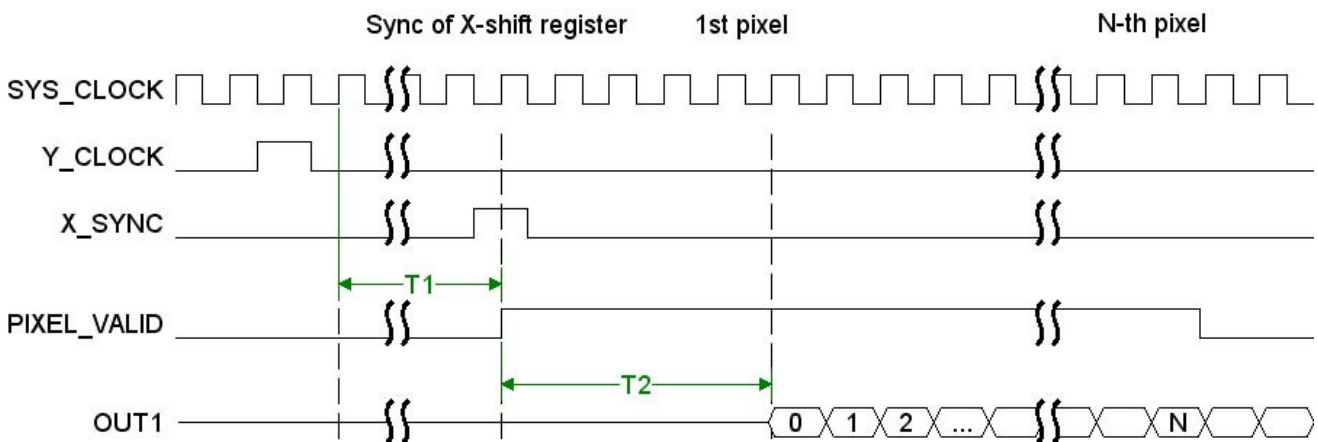 Sync of X-shift register 1st pixel N-th pixel
SYS_CLOCK
Y_CLOCK
X_SYNC
T1
PIXEL_VALID
T2
OUT1 0 1 2 ... N